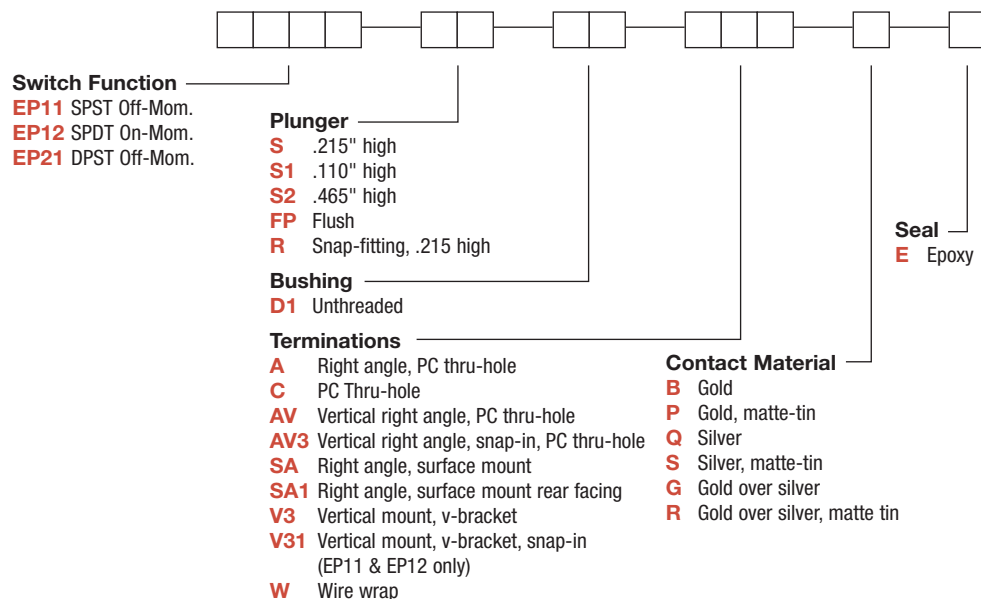 Switch Function
EP11 SPST Off-Mom.
EP12 SPDT On-Mom.
EP21 DPST Off-Mom.
Plunger
S .215" high
S1 .110" high
S2 .465" high
FP Flush
R Snap-fitting, .215 high
Bushing
D1 Unthreaded
Terminations
A Right angle, PC thru-hole
C PC Thru-hole
AV Vertical right angle, PC thru-hole
AV3 Vertical right angle, snap-in, PC thru-hole
SA Right angle, surface mount
SA1 Right angle, surface mount rear facing
V3 Vertical mount, v-bracket
V31 Vertical mount, v-bracket, snap-in
(EP11 & EP12 only)
W Wire wrap
Contact Material
B Gold
P Gold, matte-tin
Q Silver
S Silver, matte-tin
G Gold over silver
R Gold over silver, matte tin
Seal
E Epoxy